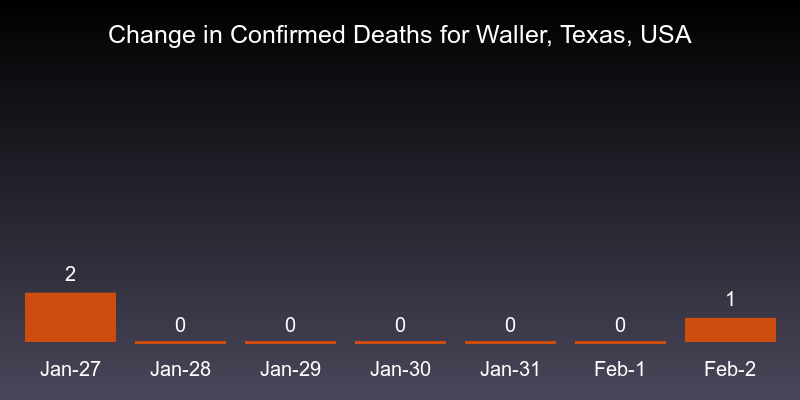 Change in Confirmed Deaths for Waller, Texas, USA
2
1
0 0 0 0 0
Jan-27 Jan-28 Jan-29 Jan-30 Jan-31 Feb-1 Feb-2